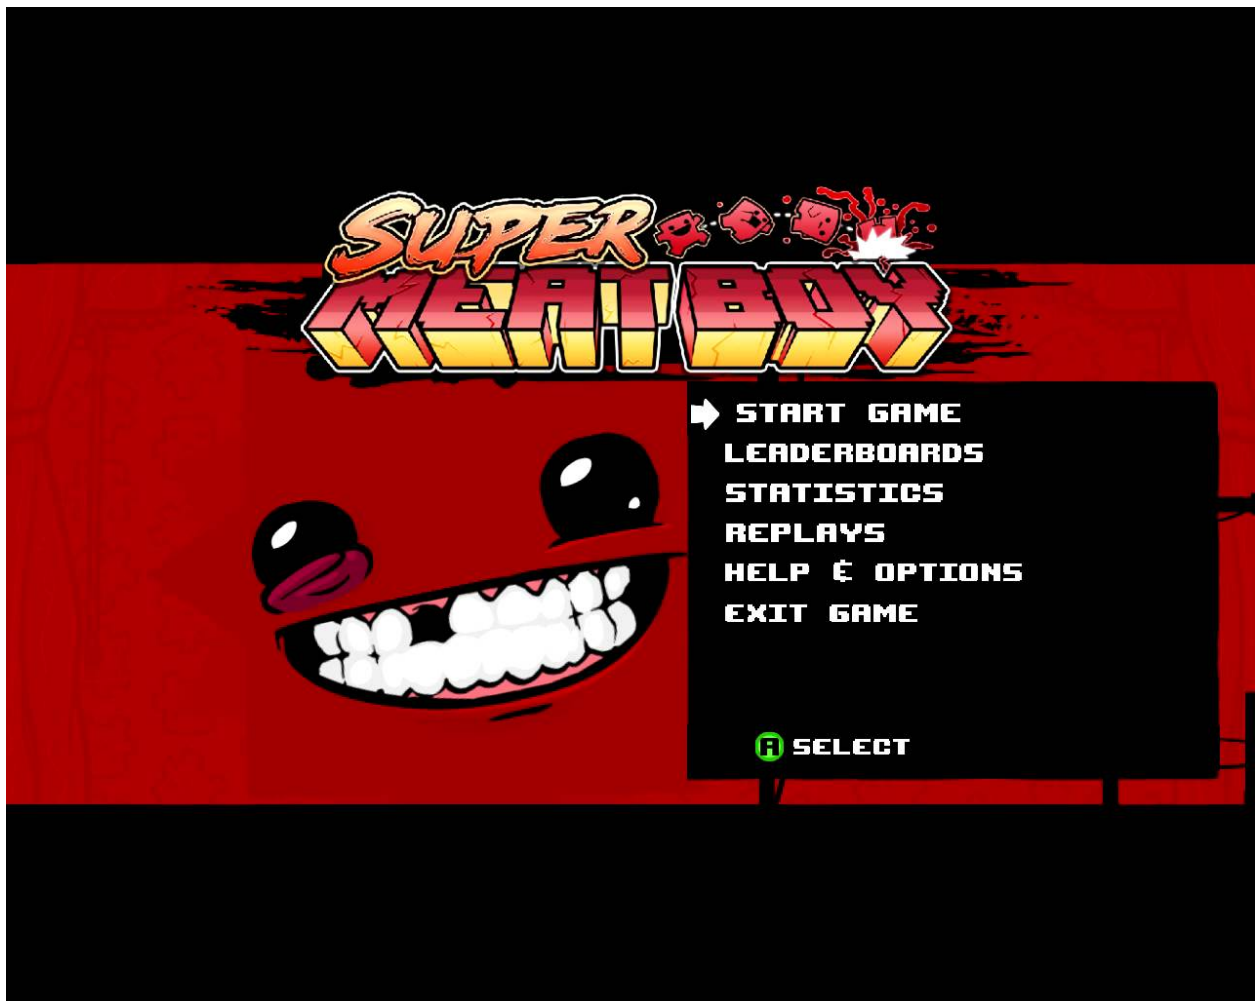 SUPER
MEAT BOY
START GAME
LEADERBOARDS
STATISTICS
REPLAYS
HELP & OPTIONS
EXIT GAME
A SELECT